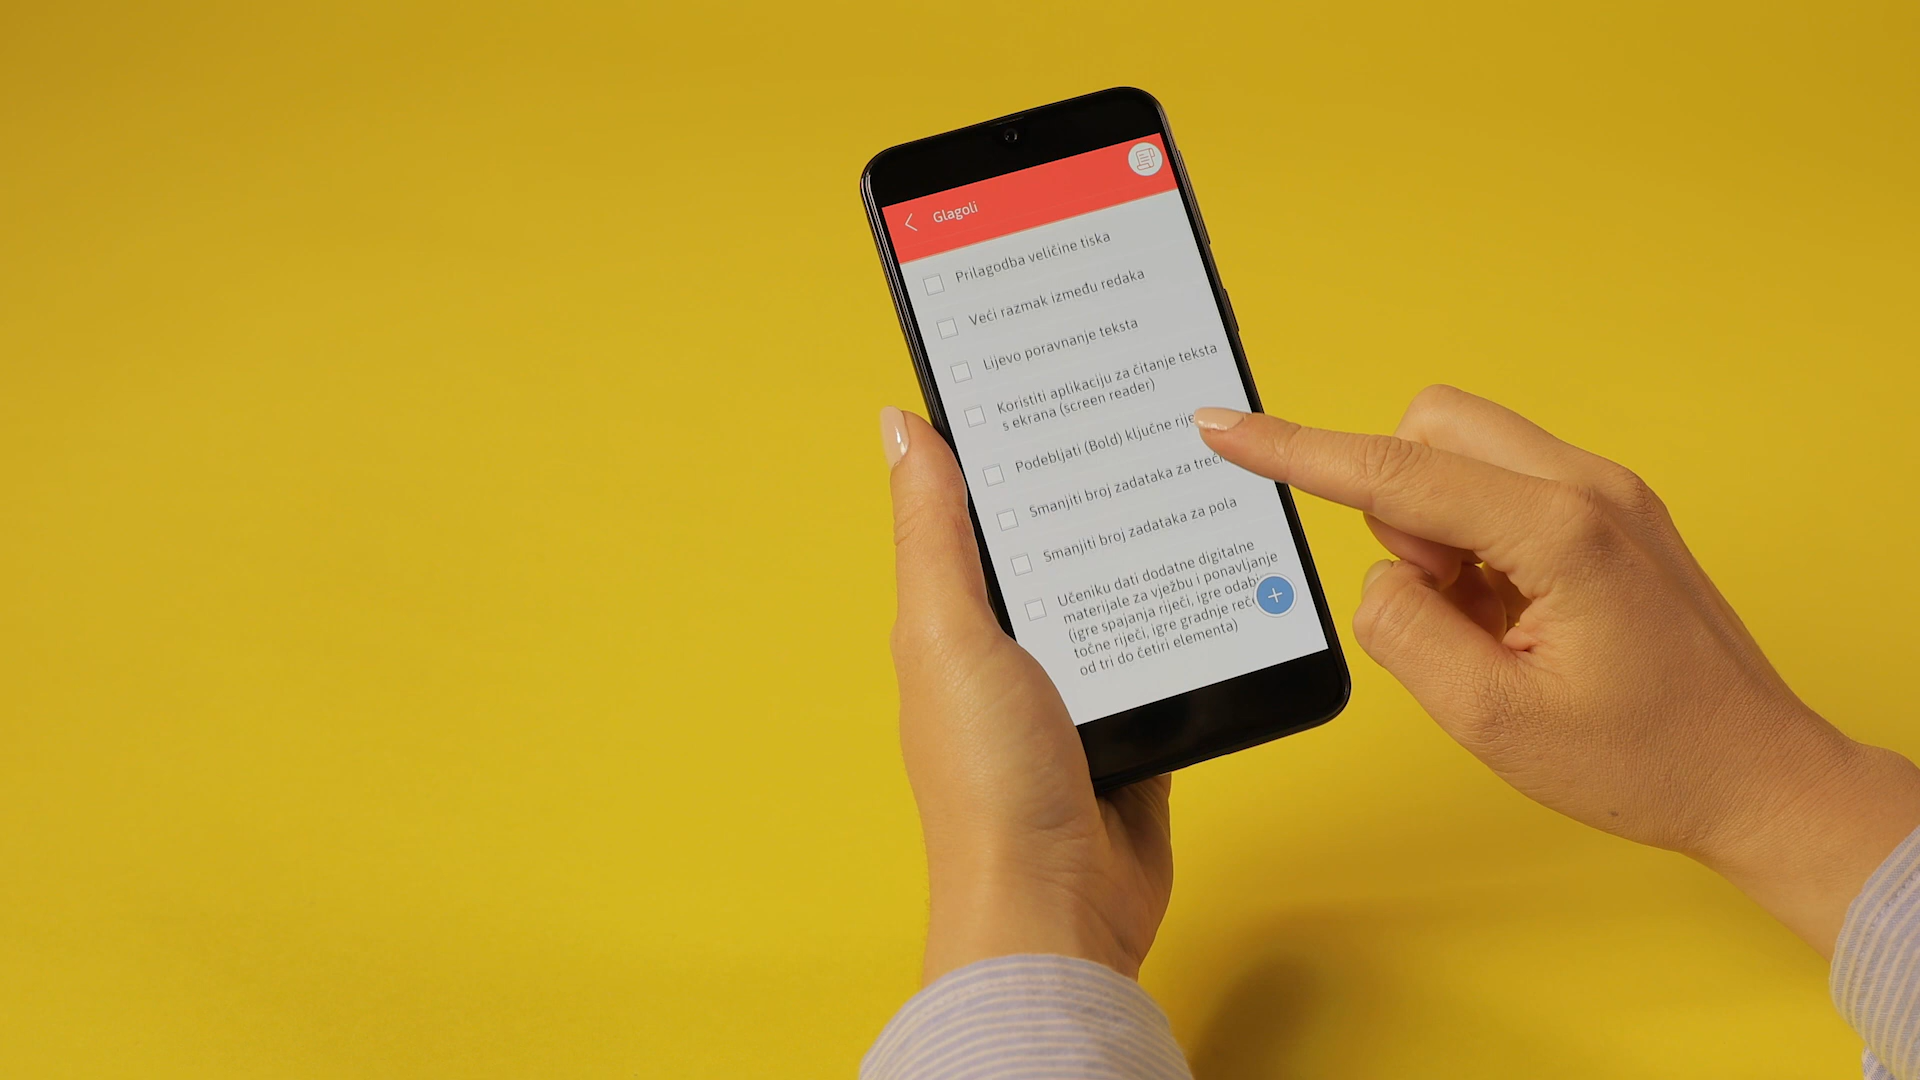 Glagoli
Prilagodba veličine tiska
Veći razmak između redaka
Lijevo poravnanje teksta
Koristiti aplikaciju za čitanje teksta
s ekrana (screen reader)
Podebljati (Bold) ključne
Smanjiti broj zadataka za
Smanjiti broj zadataka za pola
Učeniku dati dodatne digitalne
materijale za vježbu i ponavljanje
(igre spajanja riječi, igre
točne riječi, igre gradnje
od tri do četiri elementa)